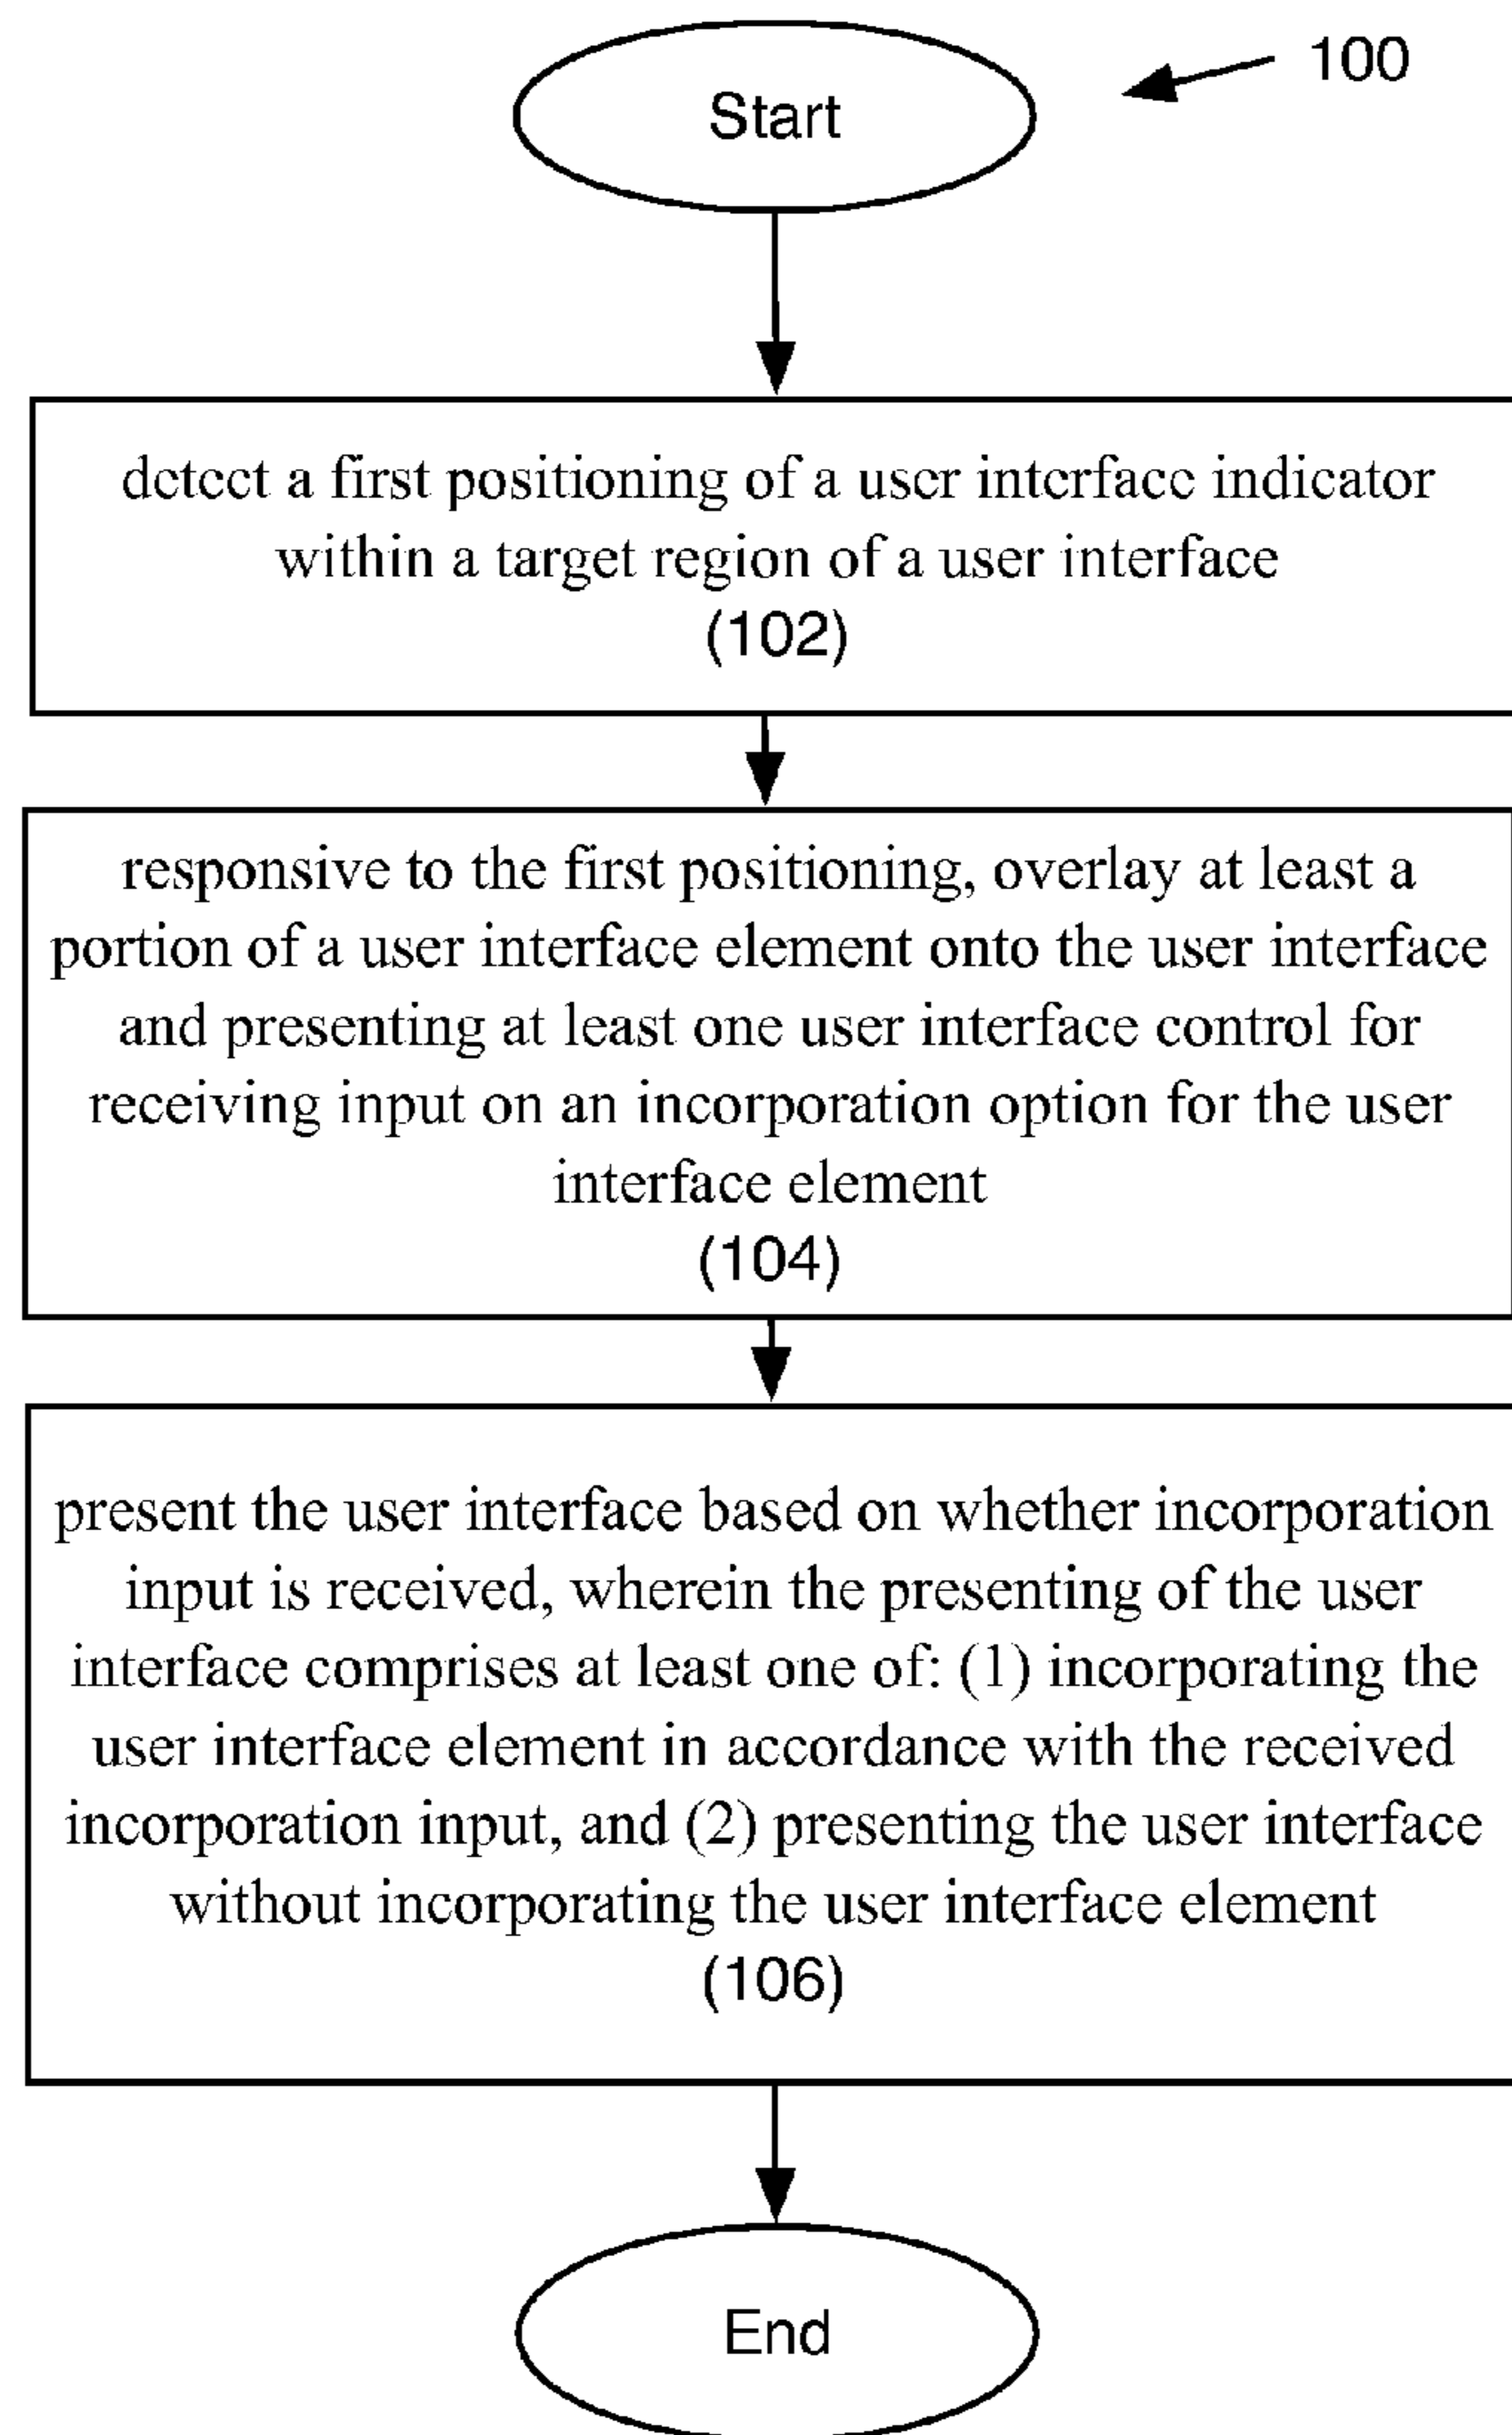 Start
100
detect a first positioning of a user interface indicator
within a target region of a user interface
(102)
responsive to the first positioning, overlay at least a
portion of a user interface element onto the user interface
and presenting at least one user interface control for
receiving input on an incorporation option for the user
interface element
(104)
present the user interface based on whether incorporation
input is received, wherein the presenting of the user
interface comprises at least one of: (1) incorporating the
user interface element in accordance with the received
incorporation input, and (2) presenting the user interface
without incorporating the user interface element
(106)
End